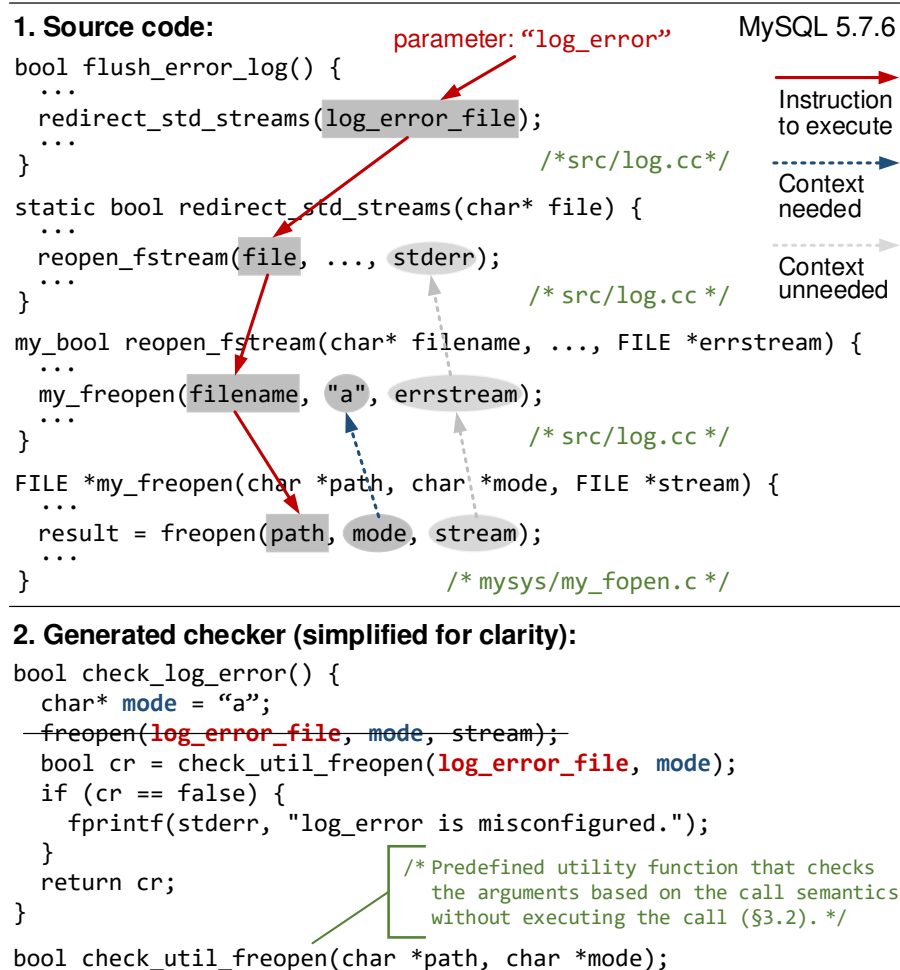 1. Source code:
parameter: “log_error”
MySQL 5.7.6
bool flush_error_log() {
...
redirect_std_streams(log_error_file);
...
}
/*src/log.cc*/
Instruction
to execute
Context
needed
Context
unneeded
static bool redirect_std_streams(char* file) {
...
reopen_fstream(file, ..., stderr);
...
}
/* src/log.cc */
my_bool reopen_fstream(char* filename, ..., FILE *errstream) {
...
my_freopen(filename, "a", errstream);
...
}
/* src/log.cc */
FILE *my_freopen(char *path, char *mode, FILE *stream) {
...
result = freopen(path, mode, stream);
...
}
/* mysys/my_fopen.c */
2. Generated checker (simplified for clarity):
bool check_log_error() {
char* mode = “a”;
freopen(log_error_file, mode, stream);
bool cr = check_util_freopen(log_error_file, mode);
if (cr == false) {
fprintf(stderr, "log_error is misconfigured.");
}
return cr;
}
/* Predefined utility function that checks
the arguments based on the call semantics
without executing the call (§3.2). */
bool check_util_freopen(char *path, char *mode);